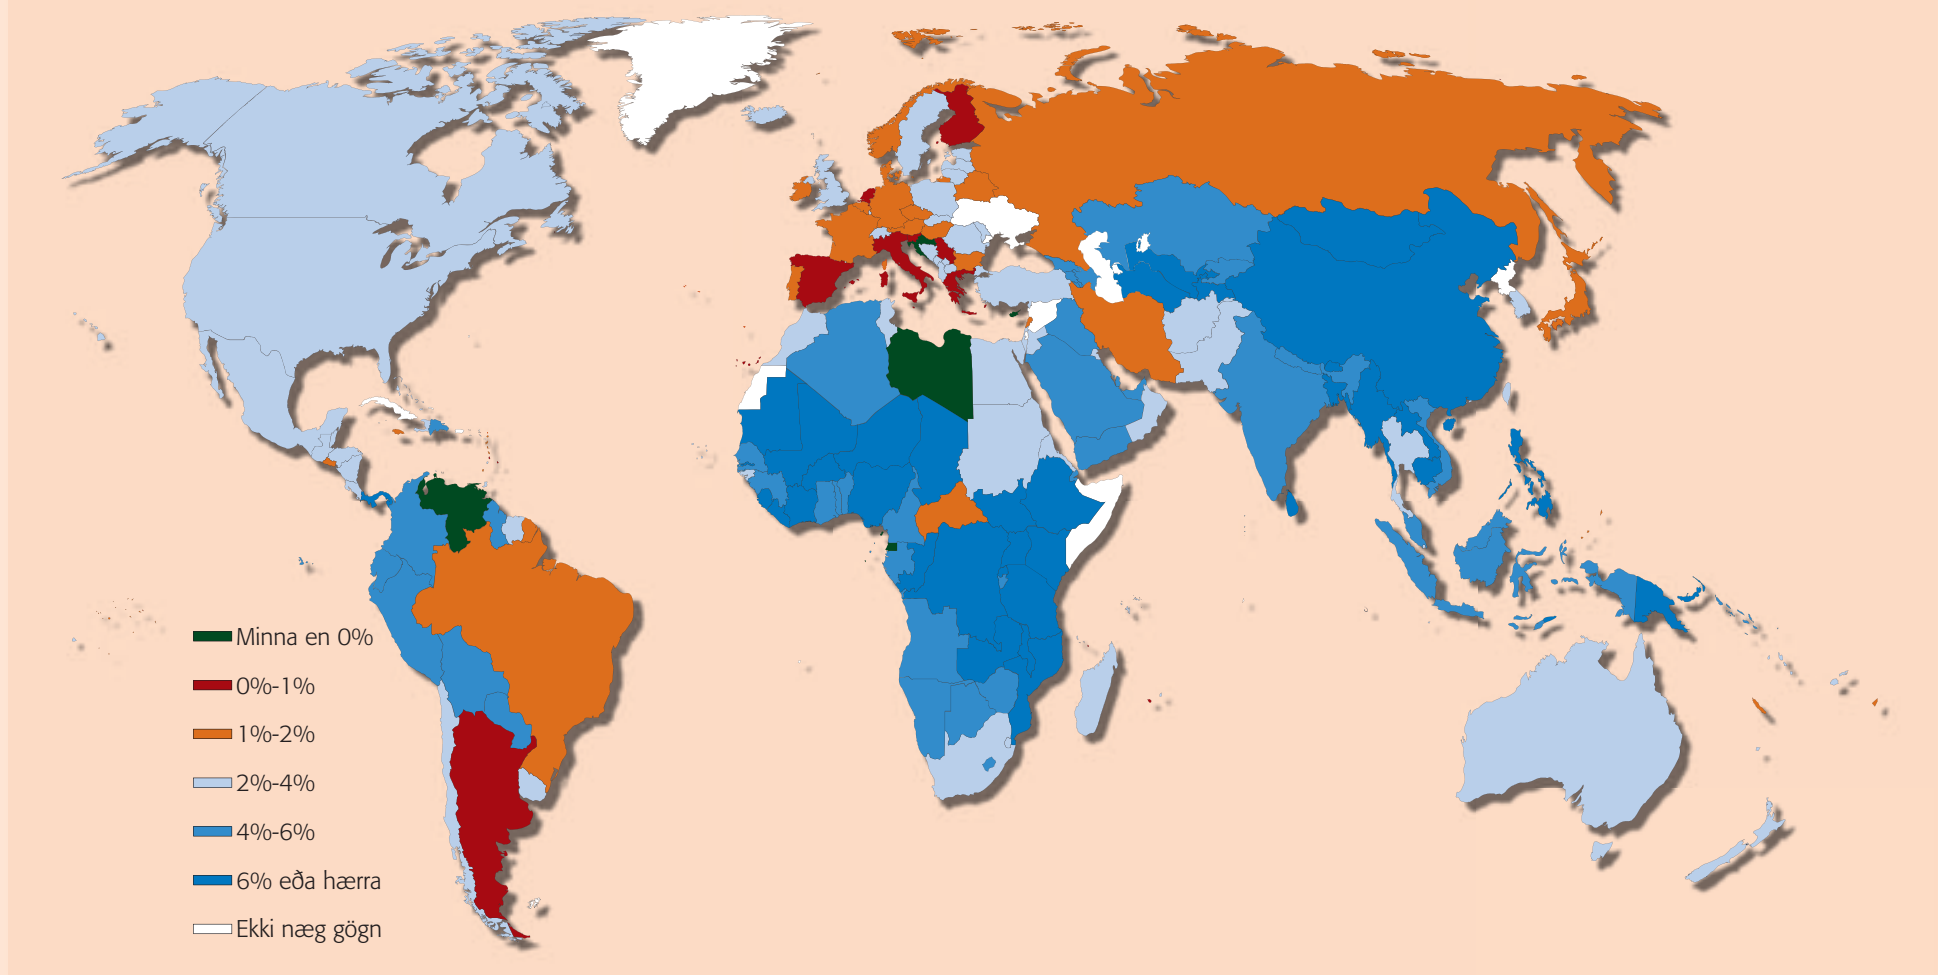 Minna en 0%
0%-1%
1%-2%
2%-4%
4%-6%
6% eða hærra
Ekki næg gögn